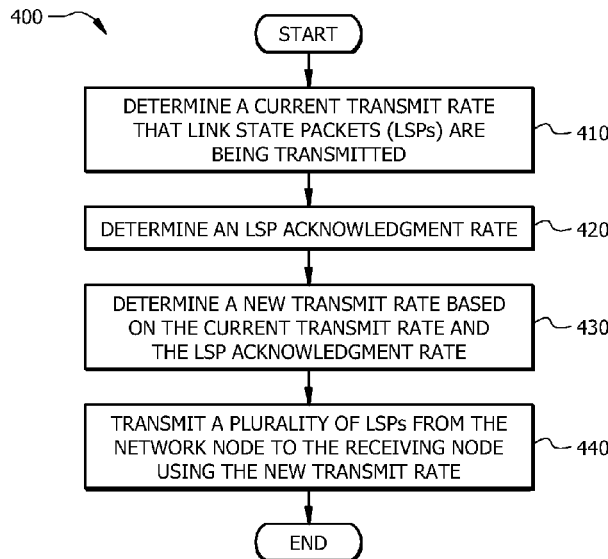 400
START
DETERMINE A CURRENT TRANSMIT RATE
THAT LINK STATE PACKETS (LSPs) ARE
BEING TRANSMITTED
410
DETERMINE AN LSP ACKNOWLEDGMENT RATE
420
DETERMINE A NEW TRANSMIT RATE BASED
ON THE CURRENT TRANSMIT RATE AND
THE LSP ACKNOWLEDGMENT RATE
430
TRANSMIT A PLURALITY OF LSPs FROM THE
NETWORK NODE TO THE RECEIVING NODE
USING THE NEW TRANSMIT RATE
440
END